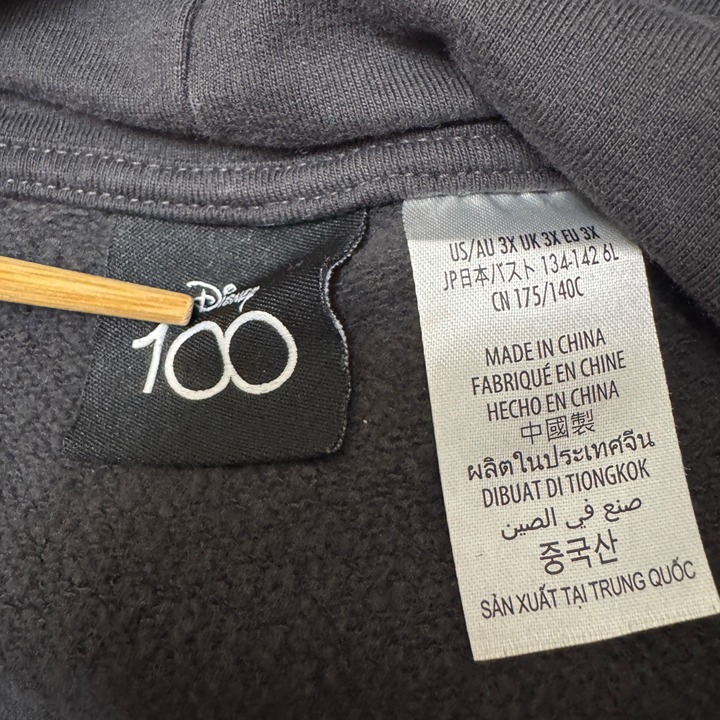 Disney
100
US/AU 3X UK 3X EU 3X
JP日本バスト 134-142 6L
CN 175/140C
MADE IN CHINA
FABRIQUÉ EN CHINE
HECHO EN CHINA
中國製
ผลิตในประเทศจีน
DIBUAT DI TIONGKOK
صنع في الصين
중국산
SẢN XUẤT TẠI TRUNG QUỐC